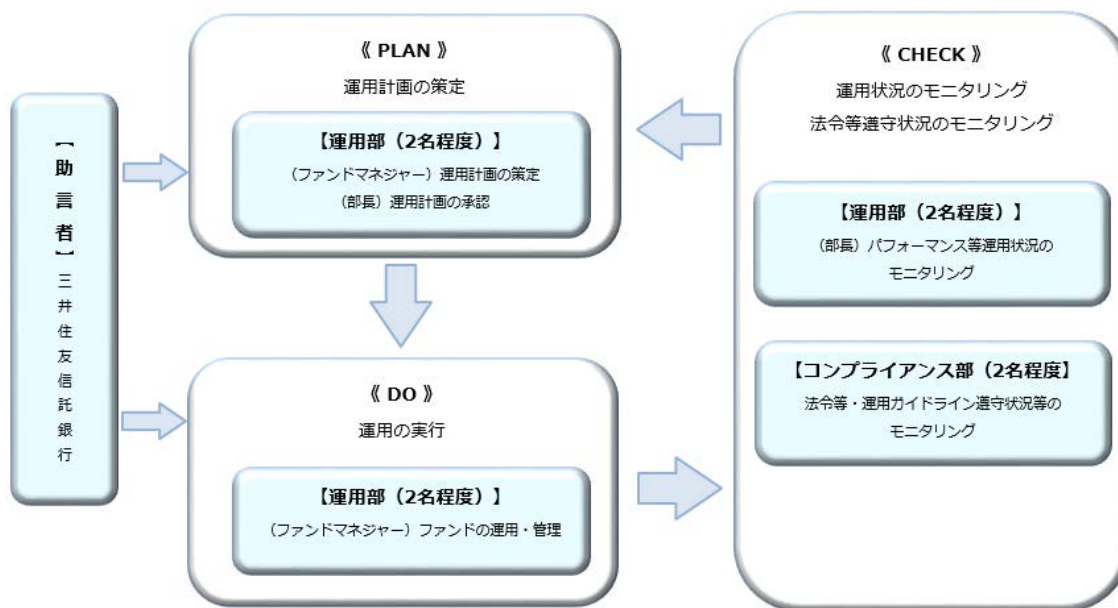 【助言者】三井住友信託銀行
《 PLAN 》
運用計画の策定
【運用部（2名程度）】
（ファンドマネジャー）運用計画の策定
（部長）運用計画の承認
《 DO 》
運用の実行
【運用部（2名程度）】
（ファンドマネジャー）ファンドの運用・管理
《 CHECK 》
運用状況のモニタリング
法令等遵守状況のモニタリング
【運用部（2名程度）】
（部長）パフォーマンス等運用状況の
モニタリング
【コンプライアンス部（2名程度】
法令等・運用ガイドライン遵守状況等の
モニタリング